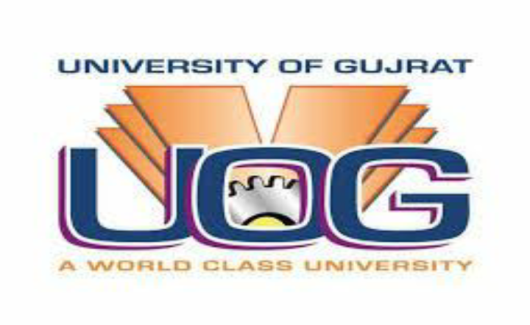 UNIVERSITY OF GUJRAT
UOG
A WORLD CLASS UNIVERSITY